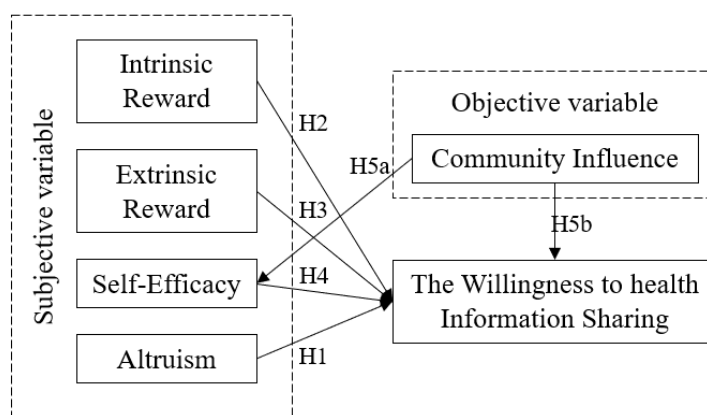 Subjective variable
Intrinsic
Reward
Extrinsic
Reward
Self-Efficacy
Altruism
H2
H3
H4
H1
H5a
Objective variable
Community Influence
H5b
The Willingness to health
Information Sharing